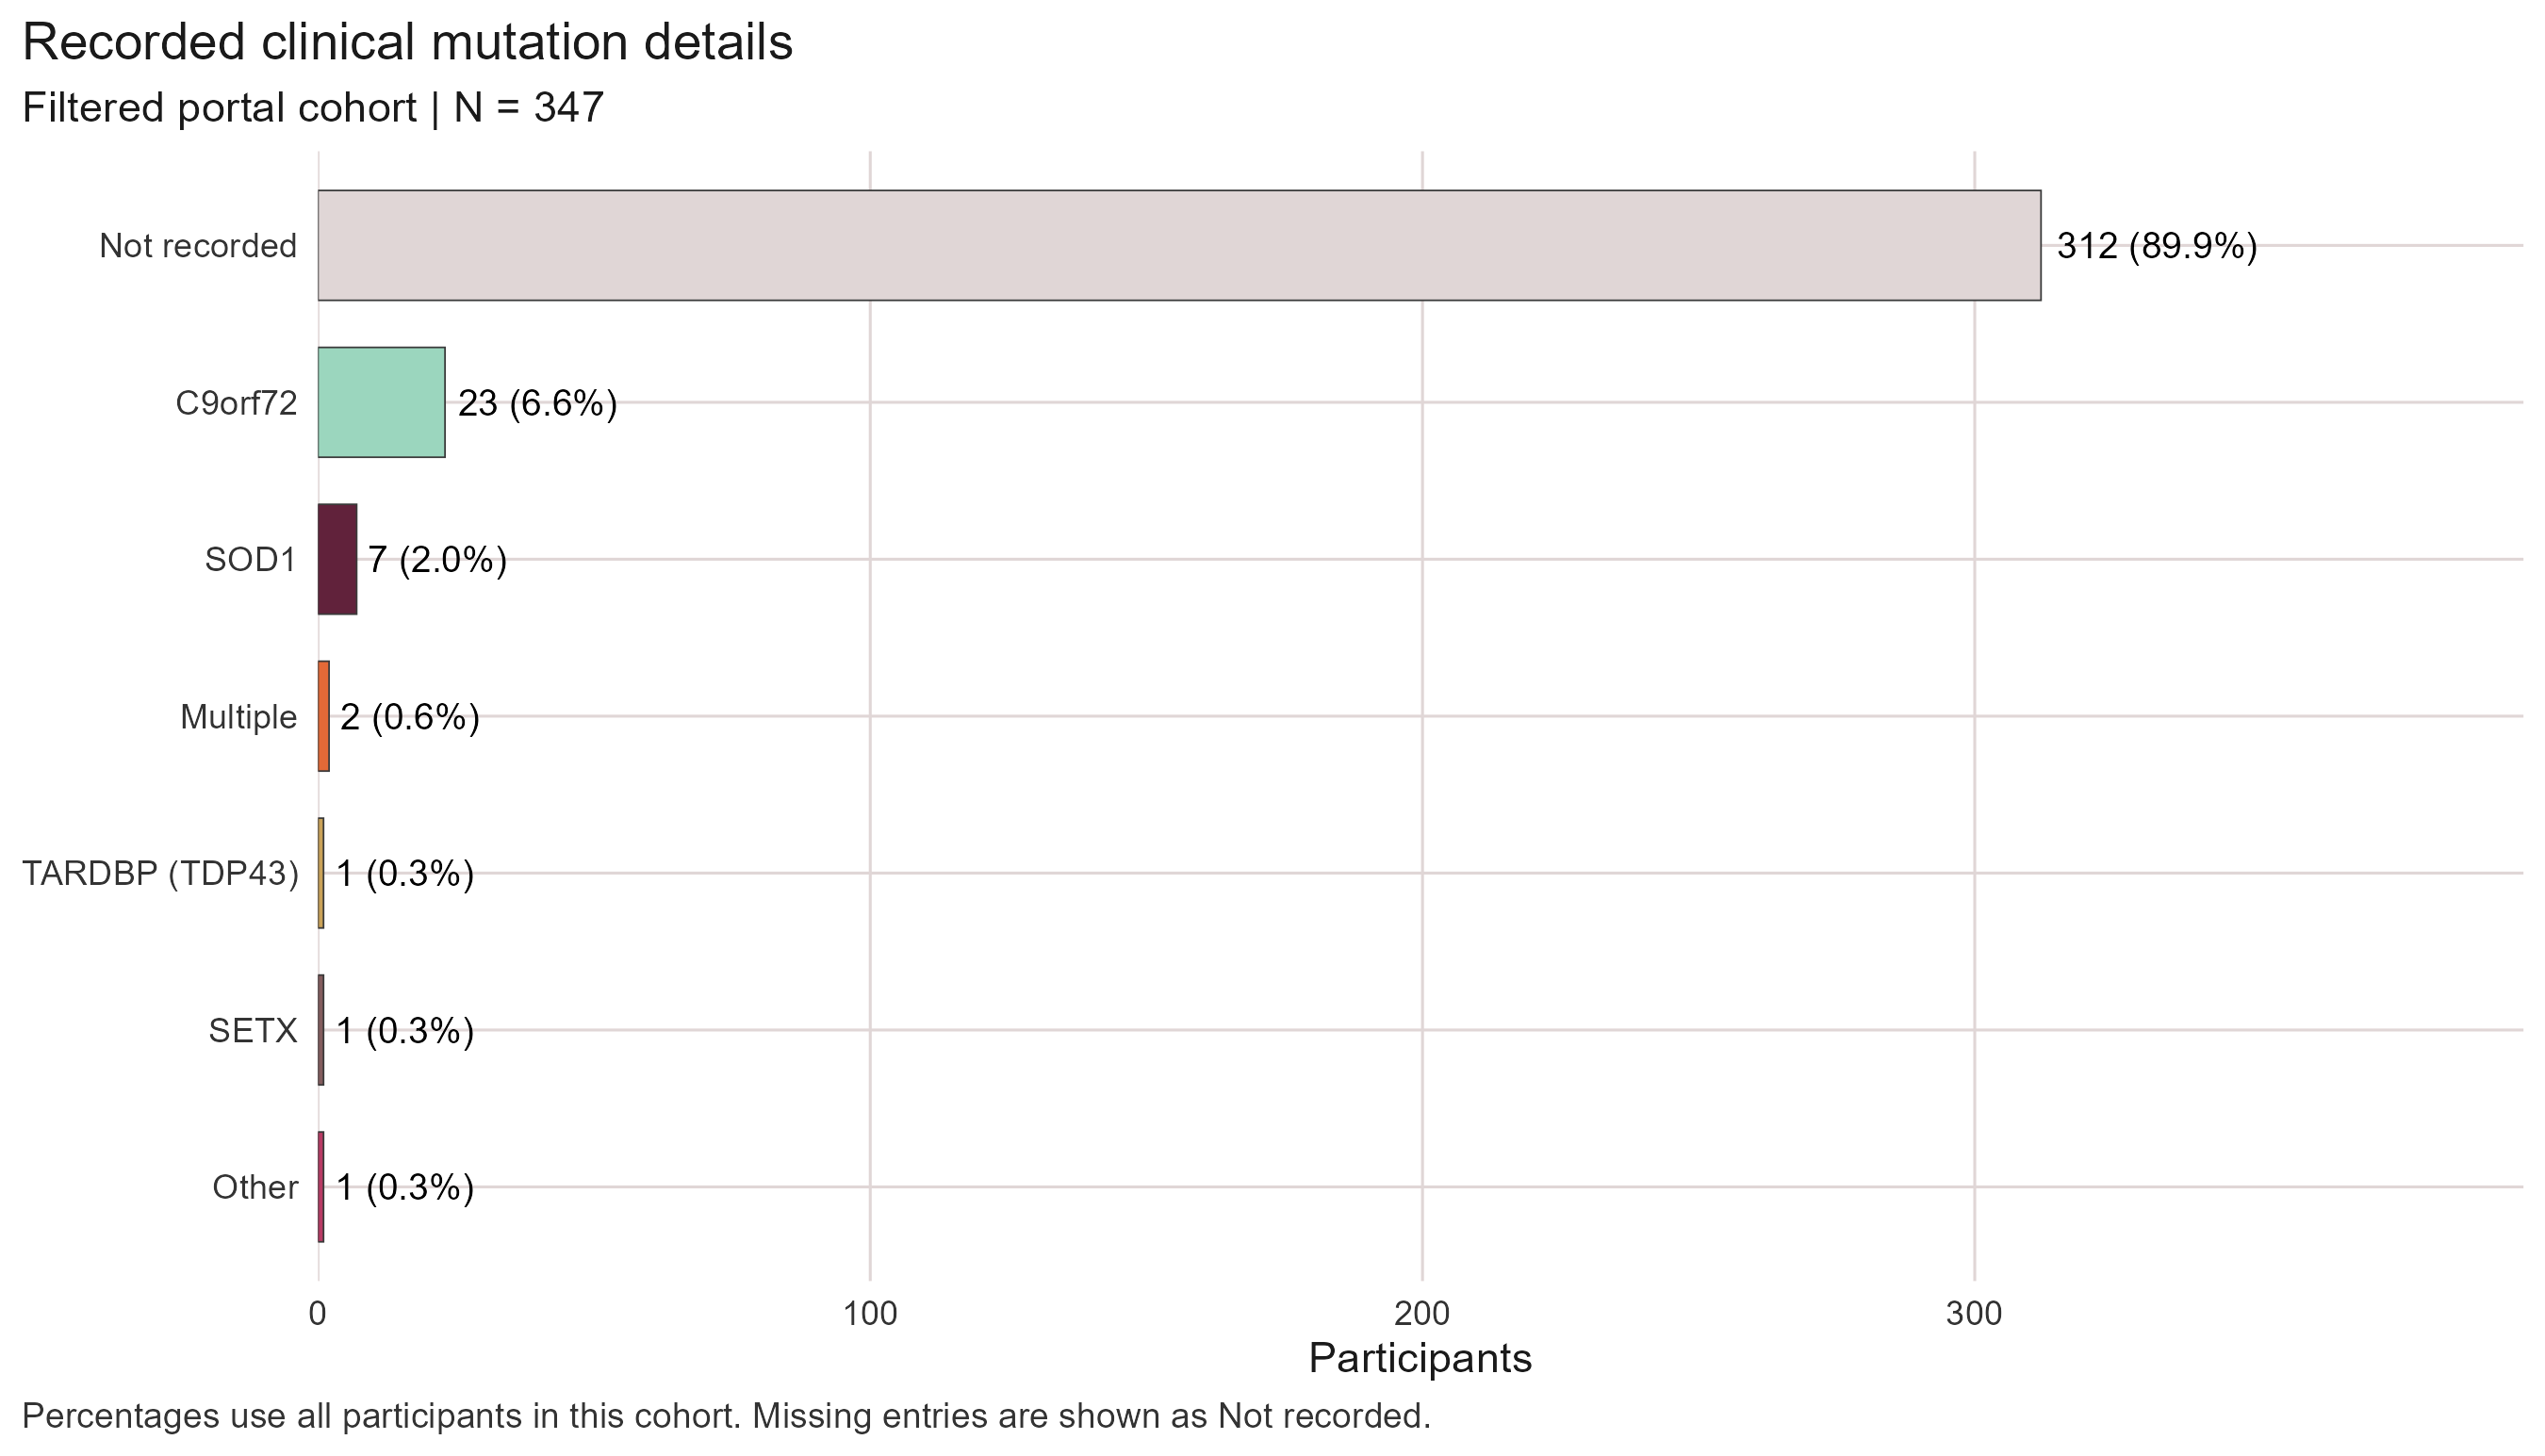 Recorded clinical mutation details
Filtered portal cohort | N = 347
Not recorded 312 (89.9%)
C9orf72 23 (6.6%)
SOD1 7 (2.0%)
Multiple 2 (0.6%)
TARDBP (TDP43) 1 (0.3%)
SETX 1 (0.3%)
Other 1 (0.3%)
0 100 200 300
Participants
Percentages use all participants in this cohort. Missing entries are shown as Not recorded.